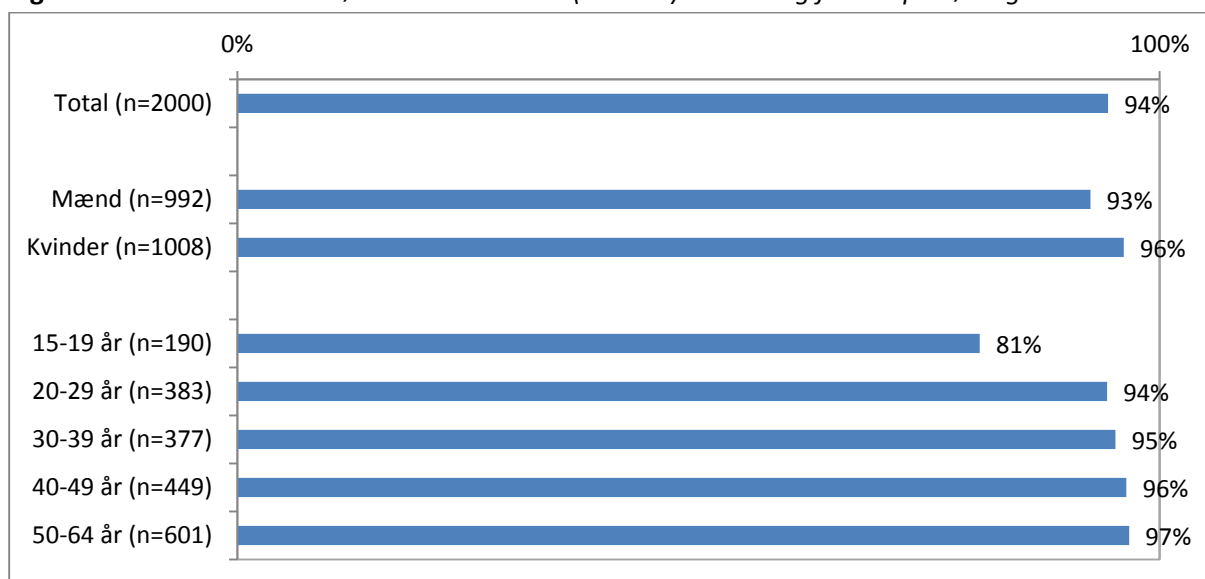 0% 100%
Total (n=2000) 94%
Mænd (n=992) 93%
Kvinder (n=1008) 96%
15-19 år (n=190) 81%
20-29 år (n=383) 94%
30-39 år (n=377) 95%
40-49 år (n=449) 96%
50-64 år (n=601) 97%